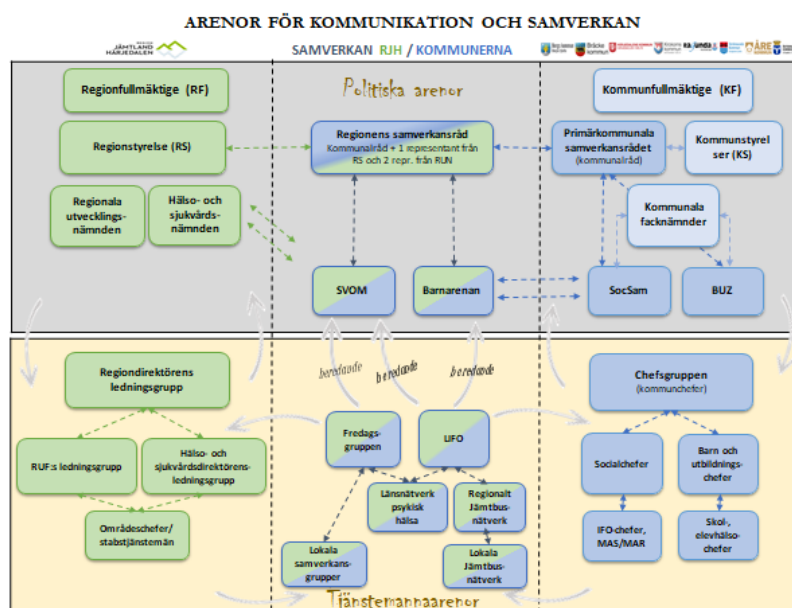 ARENOR FÖR KOMMUNIKATION OCH SAMVERKAN
JÄMTLAND
HÄRJEDALEN
SAMVERKAN RJH / KOMMUNERNA
Bräcke
ÅRE
Politiska arenor
Regionfullmäktige (RF)
Kommunfullmäktige (KF)
Regionstyrelse (RS)
Regionens samverkansråd
Kommunalråd + 1 representant från
RS och 2 repr. från RUN
Primärkommunala
samverkansrådet
(kommunalråd)
Kommunstyrel
ser (KS)
Regionala
utvecklings-
nämnden
Hälso- och
sjukvårds-
nämnden
Kommunala
facknämnder
SVOM
Barnarenan
SocSam
BUZ
beredande
beredande
beredande
Regiondirektörens
ledningsgrupp
Chefsgruppen
(kommunchefer)
Fredags-
gruppen
LIFO
RUF:s ledningsgrupp
Hälso- och
sjukvårdsdirektörens-
ledningsgrupp
Socialchefer
Barn och
utbildnings-
chefer
Länsnätverk
psykisk
hälsa
Regionalt
Jämtbus-
nätverk
Områdeschefer/
stabstjänstemän
IFO-chefer,
MAS/MAR
Skol-,
elevhälso-
chefer
Lokala
samverkans-
grupper
Lokala
Jämtbus-
nätverk
Tjänstemannaarenor